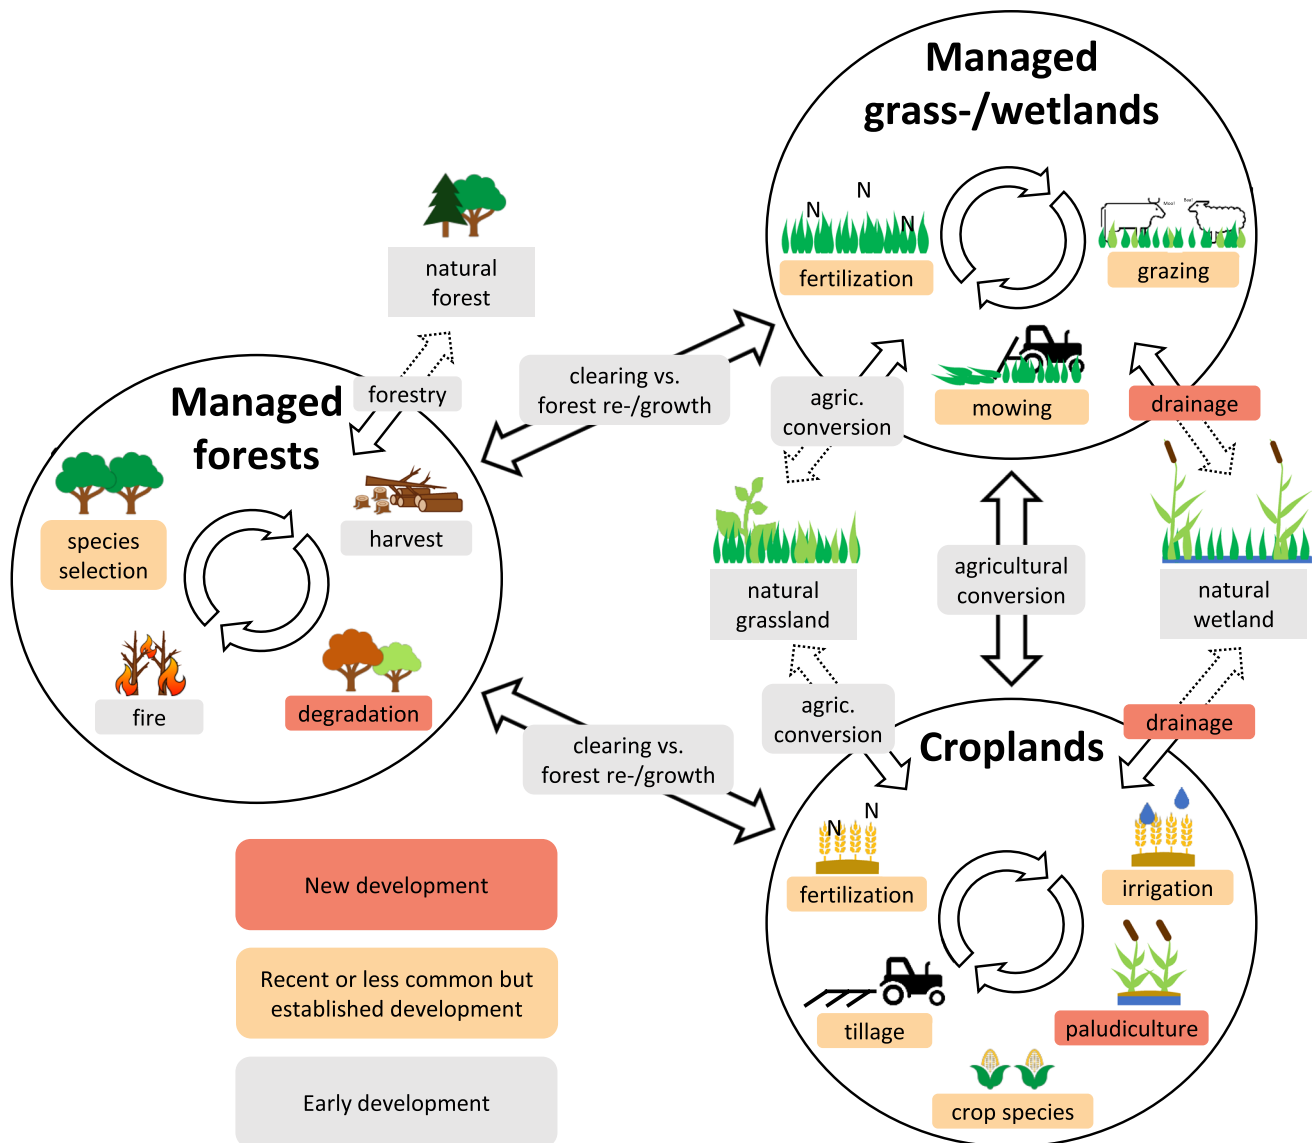 Managed
grass-/wetlands
N
N
N
Moo!
Bee!
fertilization
grazing
mowing
natural
forest
forestry
clearing vs.
forest re-/growth
agric.
conversion
drainage
Managed
forests
species
selection
harvest
fire
degradation
natural
grassland
agricultural
conversion
natural
wetland
agric.
conversion
drainage
clearing vs.
forest re-/growth
Croplands
N
N
fertilization
irrigation
tillage
paludiculture
crop species
New development
Recent or less common but
established development
Early development